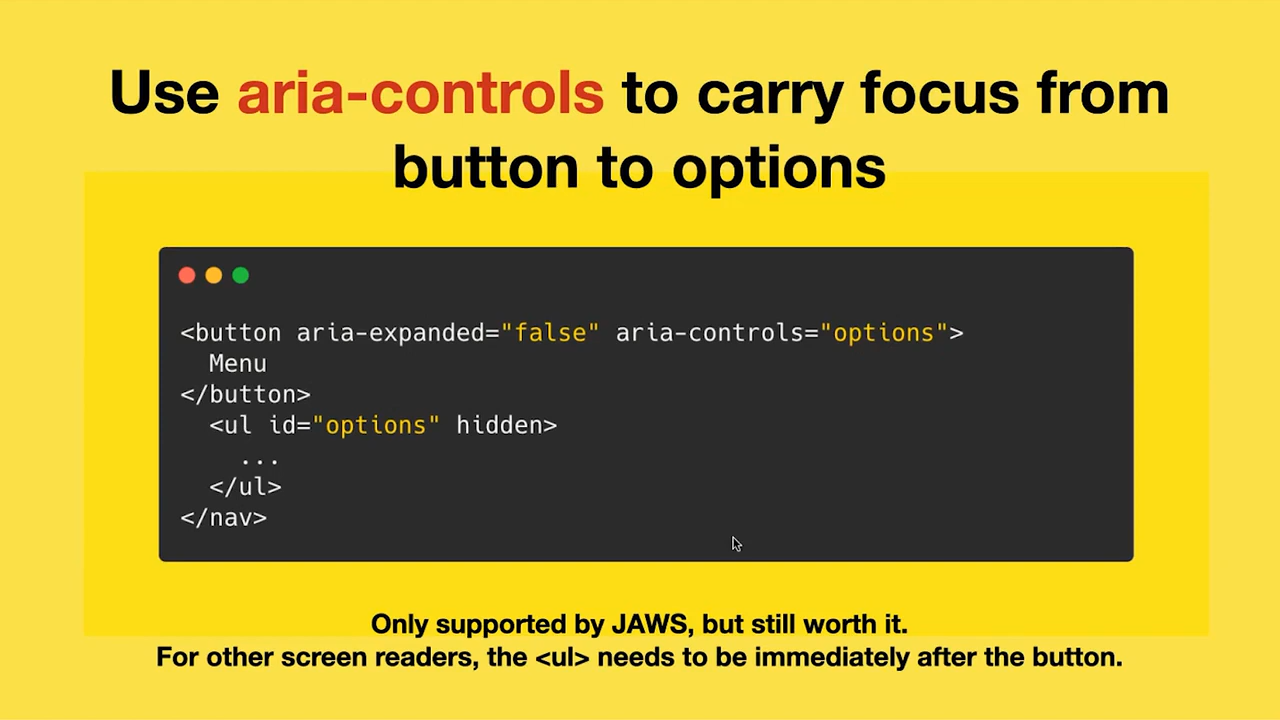 Use aria-controls to carry focus from
button to options
<button aria-expanded="false" aria-controls="options">
Menu
</button>
<ul id="options" hidden>
...
</ul>
</nav>
Only supported by JAWS, but still worth it.
For other screen readers, the <ul> needs to be immediately after the button.